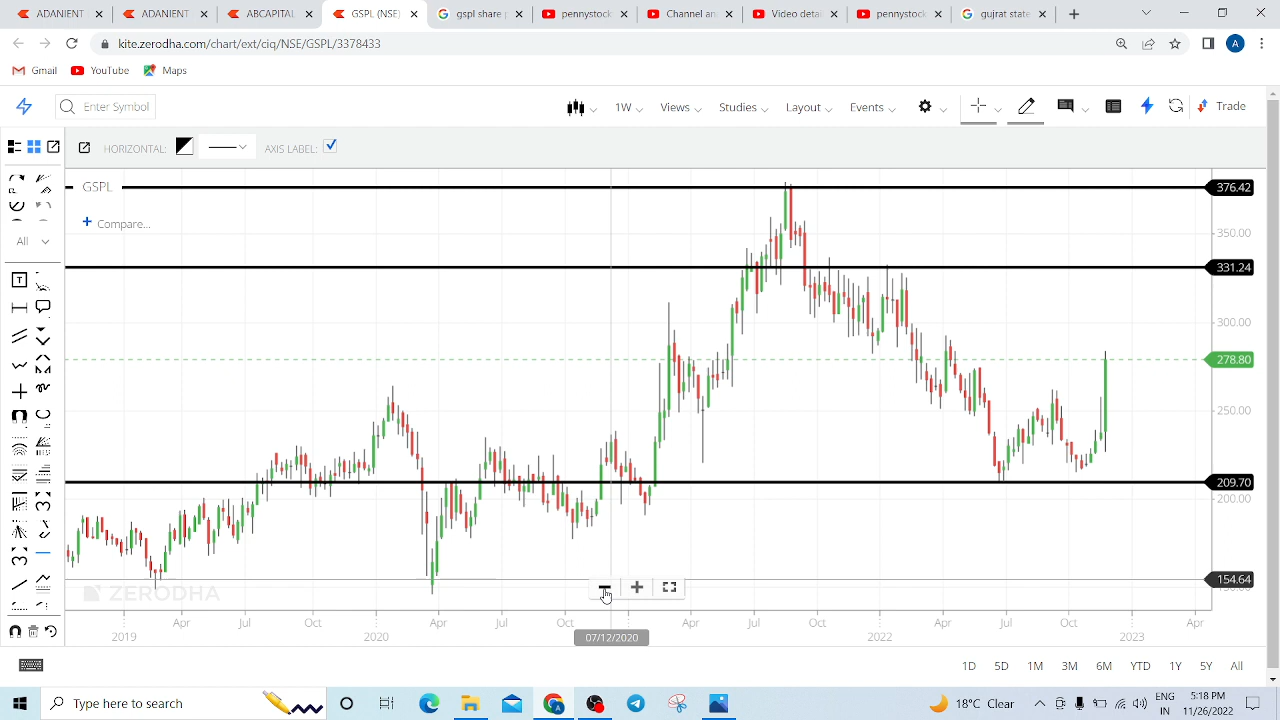 ADANIENT
ADANIENT
ABCAPITAL
GSPL (NSE)
gspl share p
pennystock
Channel ana
Video detai
pennystock
gujrat state
kite.zerodha.com/chart/ext/ciq/NSE/GSPL/3378433
A
Gmail
YouTube
Maps
Enter Symbol
1W
Views
Studies
Layout
Events
Trade
HORIZONTAL:
AXIS LABEL:
GSPL
Compare...
All
376.42
350.00
331.24
300.00
278.80
250.00
209.70
200.00
154.64
ZERODHA
Apr Jul Oct Apr Jul Oct Apr Jul Oct Apr Jul Oct Apr
2019 2020 07/12/2020 2022 2023
1D 5D 1M 3M 6M YTD 1Y 5Y All
Type here to search
18°C Clear
ENG
IN
5:18 PM
11/26/2022